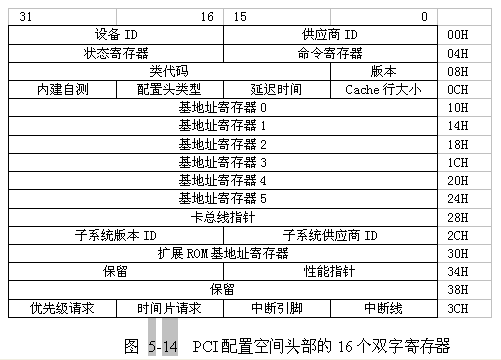 31 16 15 0
设备 ID 供应商 ID 00H
状态寄存器 命令寄存器 04H
类代码 版本 08H
内建自测 配置头类型 延迟时间 Cache 行大小 0CH
基地址寄存器 0 10H
基地址寄存器 1 14H
基地址寄存器 2 18H
基地址寄存器 3 1CH
基地址寄存器 4 20H
基地址寄存器 5 24H
卡总线指针 28H
子系统版本 ID 子系统供应商 ID 2CH
扩展 ROM 基地址寄存器 30H
保留 性能指针 34H
保留 38H
优先级请求 时间片请求 中断引脚 中断线 3CH
图 5-14 PCI 配置空间头部的 16 个双字寄存器